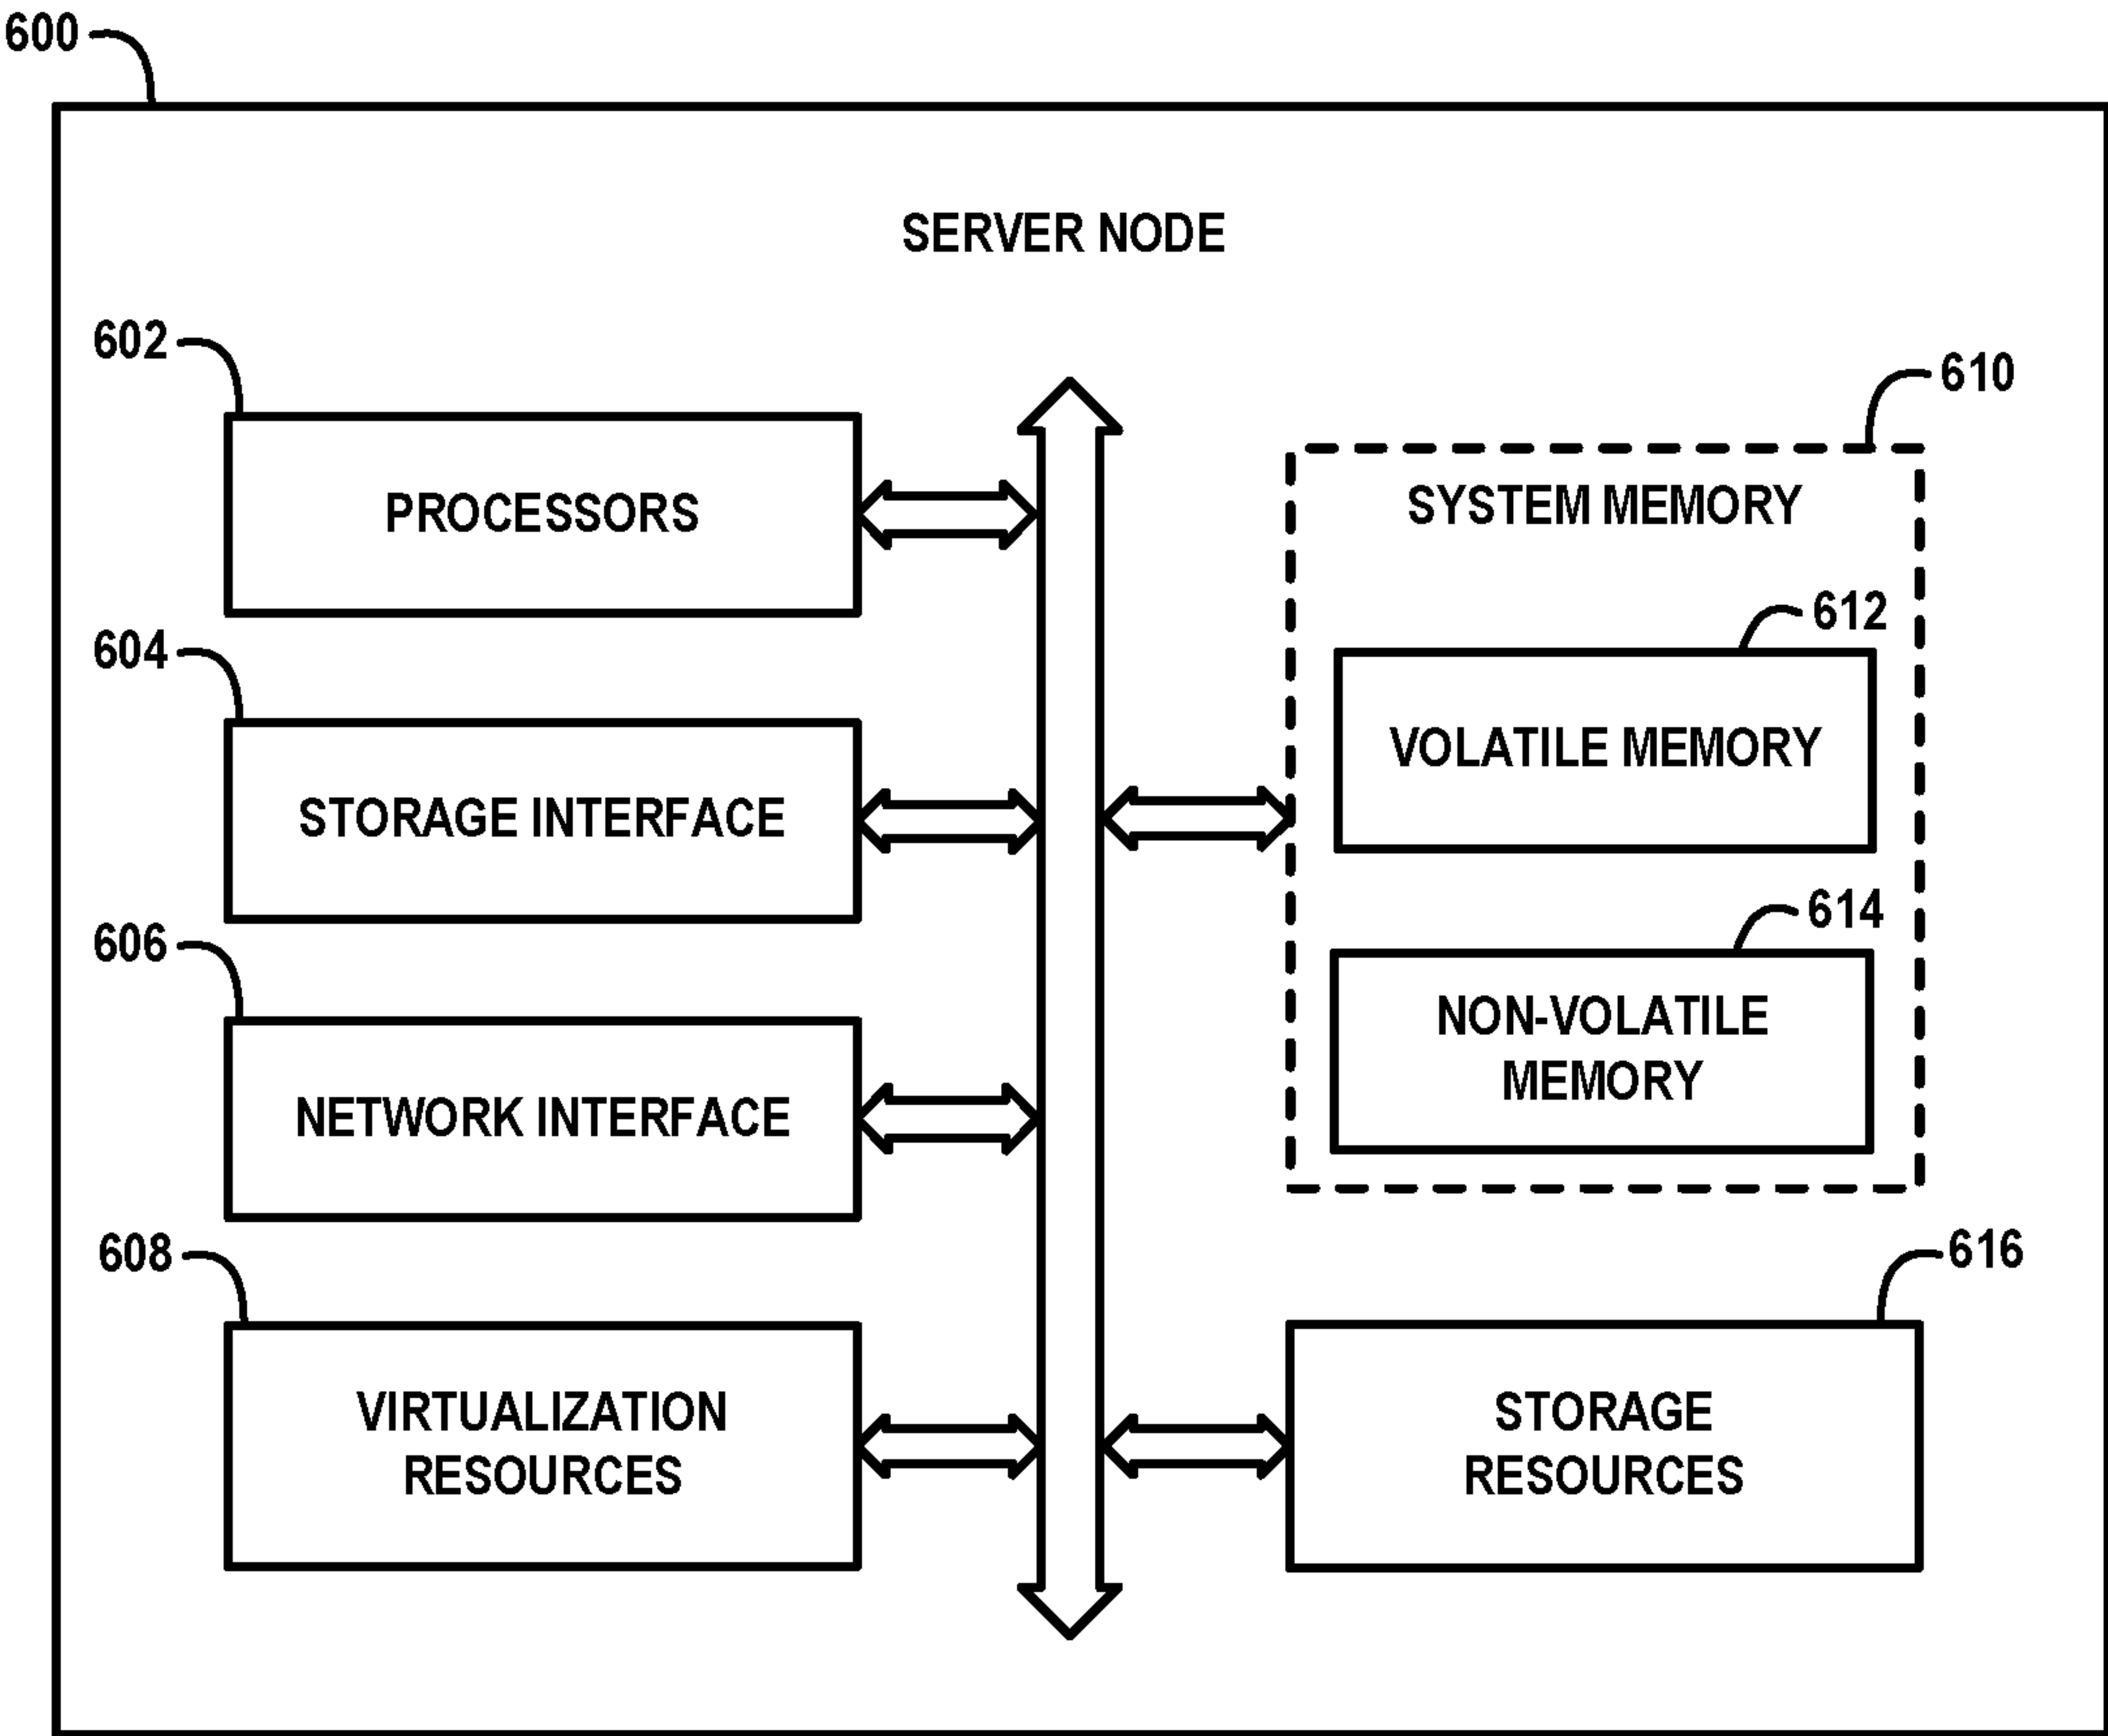 600
SERVER NODE
602
PROCESSORS
604
STORAGE INTERFACE
606
NETWORK INTERFACE
608
VIRTUALIZATION
RESOURCES
610
SYSTEM MEMORY
612
VOLATILE MEMORY
614
NON-VOLATILE
MEMORY
616
STORAGE
RESOURCES